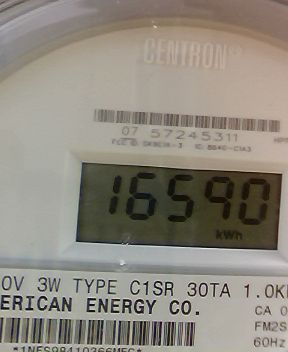 CENTRON®
07 57245311
16590
kWh
0V 3W TYPE C1SR 30TA 1.0K
ERICAN ENERGY CO.
CA 0
FM2S
60Hz